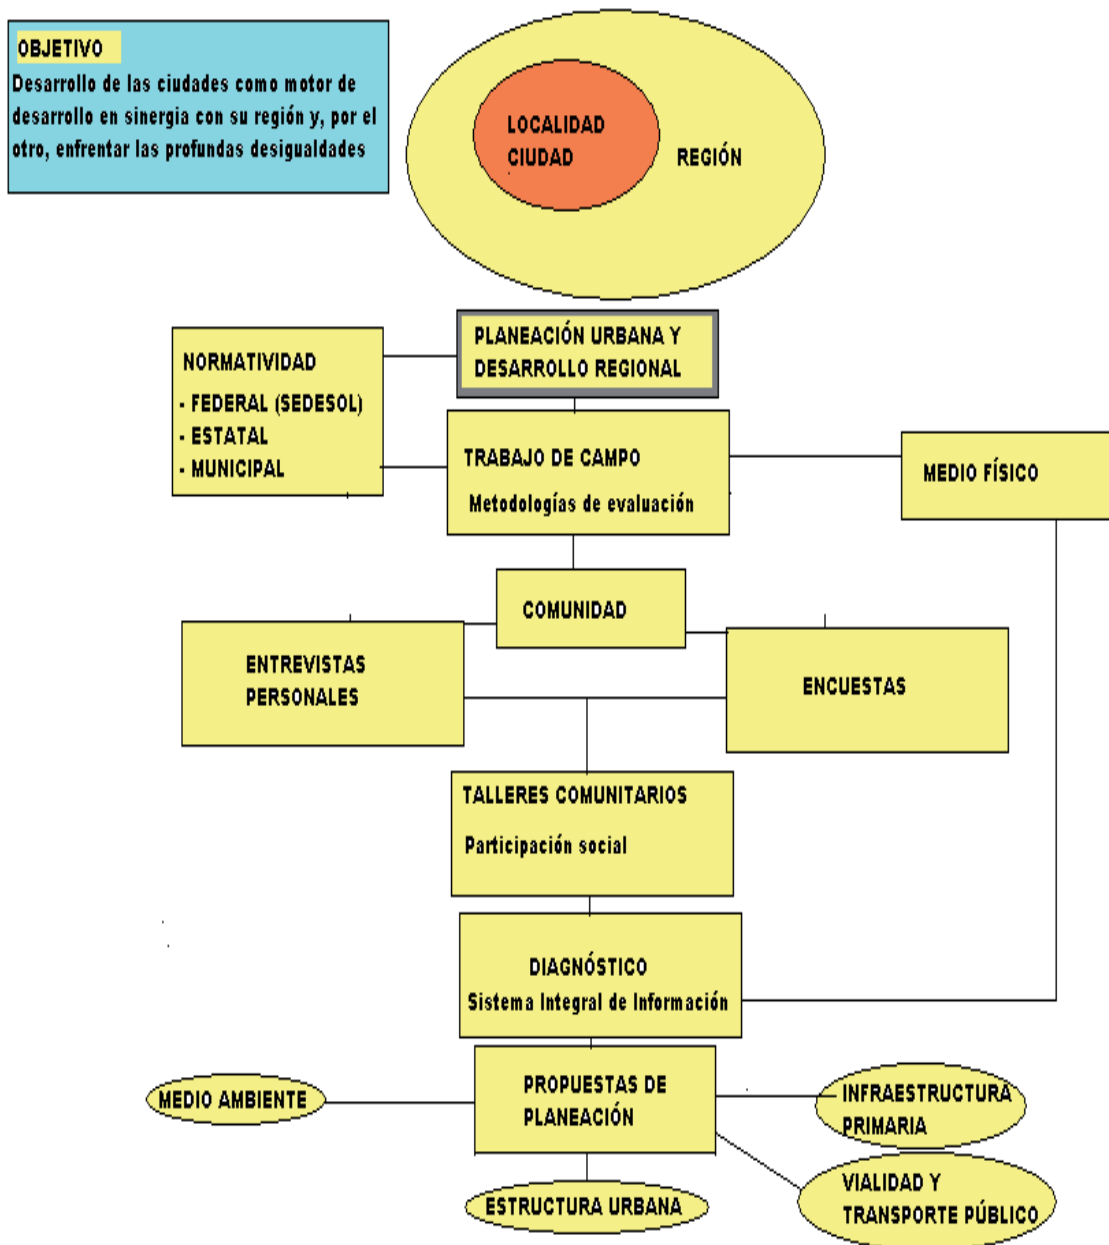 OBJETIVO
Desarrollo de las ciudades como motor de
desarrollo en sinergia con su región y, por el
otro, enfrentar las profundas desigualdades
LOCALIDAD
CIUDAD
REGIÓN
PLANEACIÓN URBANA Y
DESARROLLO REGIONAL
NORMATIVIDAD
- FEDERAL (SEDESOL)
- ESTATAL
- MUNICIPAL
TRABAJO DE CAMPO
Metodologías de evaluación
MEDIO FÍSICO
COMUNIDAD
ENTREVISTAS
PERSONALES
ENCUESTAS
TALLERES COMUNITARIOS
Participación social
DIAGNÓSTICO
Sistema Integral de Información
PROPUESTAS DE
PLANEACIÓN
MEDIO AMBIENTE
INFRAESTRUCTURA
PRIMARIA
VIALIDAD Y
TRANSPORTE PÚBLICO
ESTRUCTURA URBANA